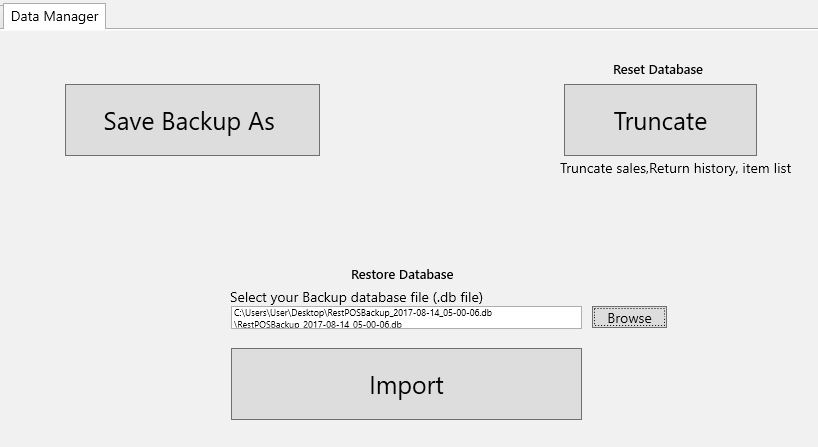 Data Manager
Reset Database
Save Backup As
Truncate
Truncate sales,Return history, item list
Restore Database
Select your Backup database file (.db file)
C:\Users\User\Desktop\RestPOSBackup_2017-08-14_05-00-06.db
\RestPOSBackup_2017-08-14_05-00-06.db
Browse
Import